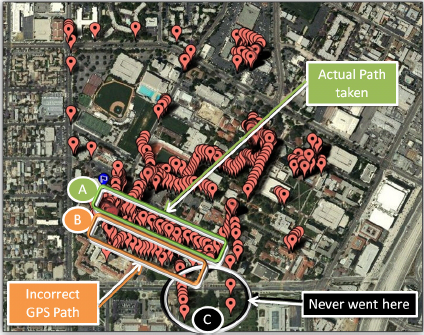 Actual Path
taken
A
B
Incorrect
GPS Path
C
Never went here